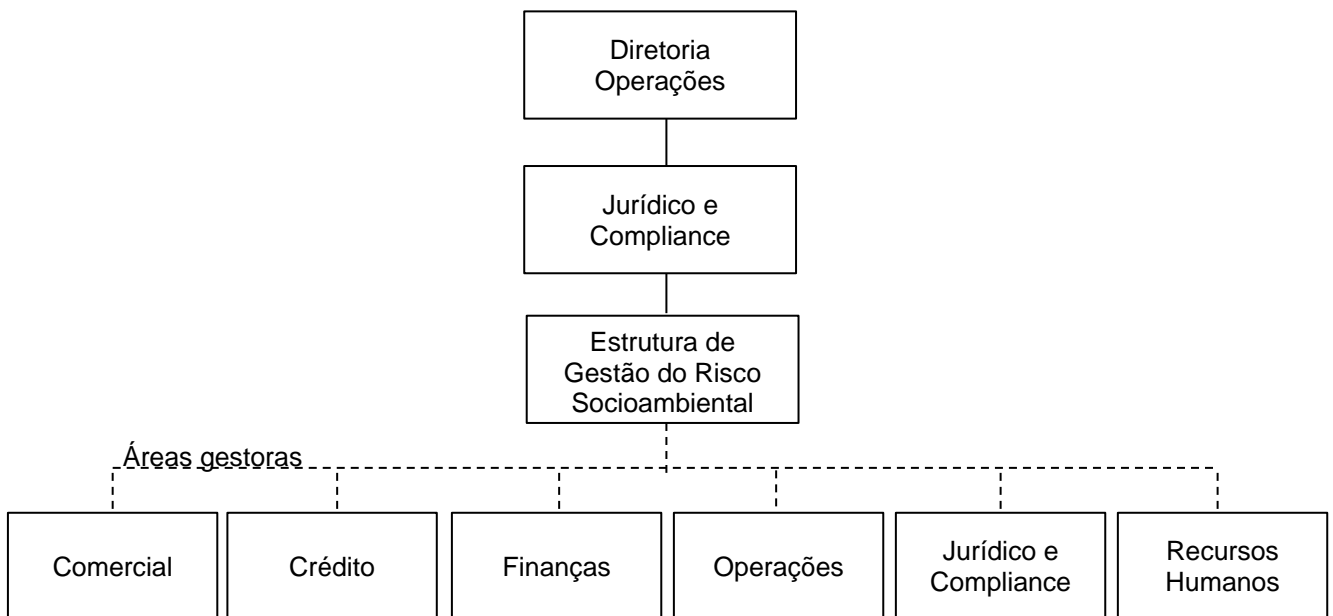 Diretoria
Operações
Jurídico e
Compliance
Estrutura de
Gestão do Risco
Socioambiental
Áreas gestoras
Comercial
Crédito
Finanças
Operações
Jurídico e
Compliance
Recursos
Humanos